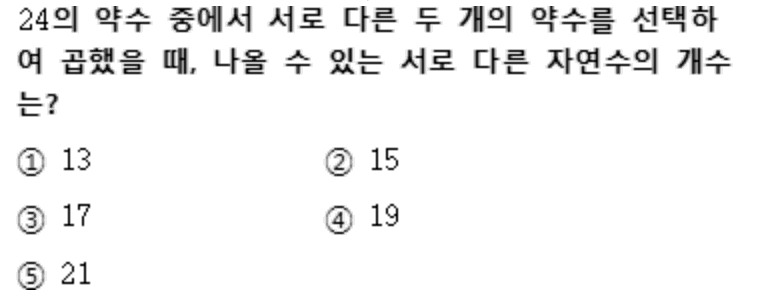 24의 약수 중에서 서로 다른 두 개의 약수를 선택하
여 곱했을 때, 나올 수 있는 서로 다른 자연수의 개수
는?
① 13 ② 15
③ 17 ④ 19
⑤ 21